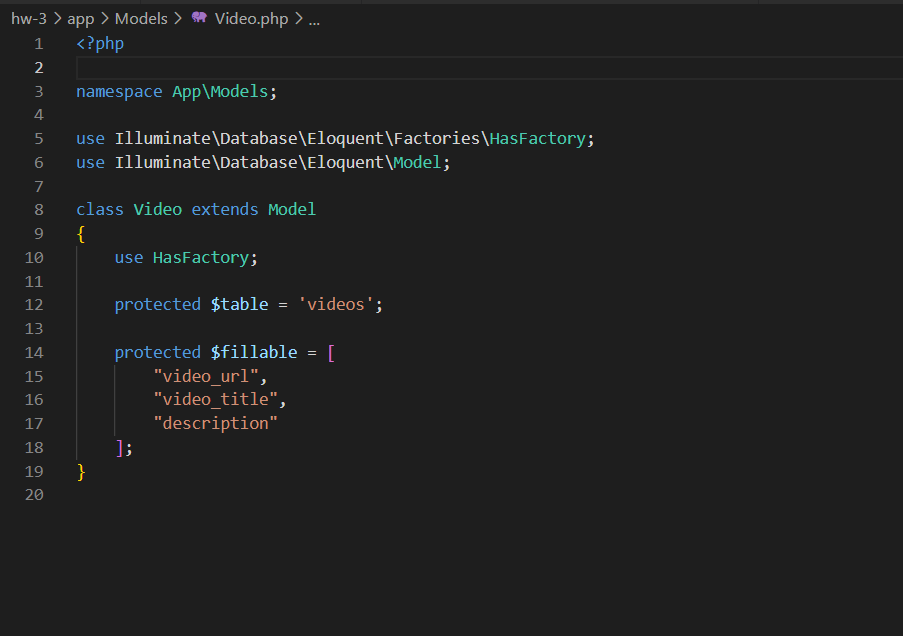 hw-3 > app > Models > Video.php > ...
1 <?php
2
3 namespace App\Models;
4
5 use Illuminate\Database\Eloquent\Factories\HasFactory;
6 use Illuminate\Database\Eloquent\Model;
7
8 class Video extends Model
9 {
10     use HasFactory;
11
12     protected $table = 'videos';
13
14     protected $fillable = [
15         "video_url",
16         "video_title",
17         "description"
18     ];
19 }
20